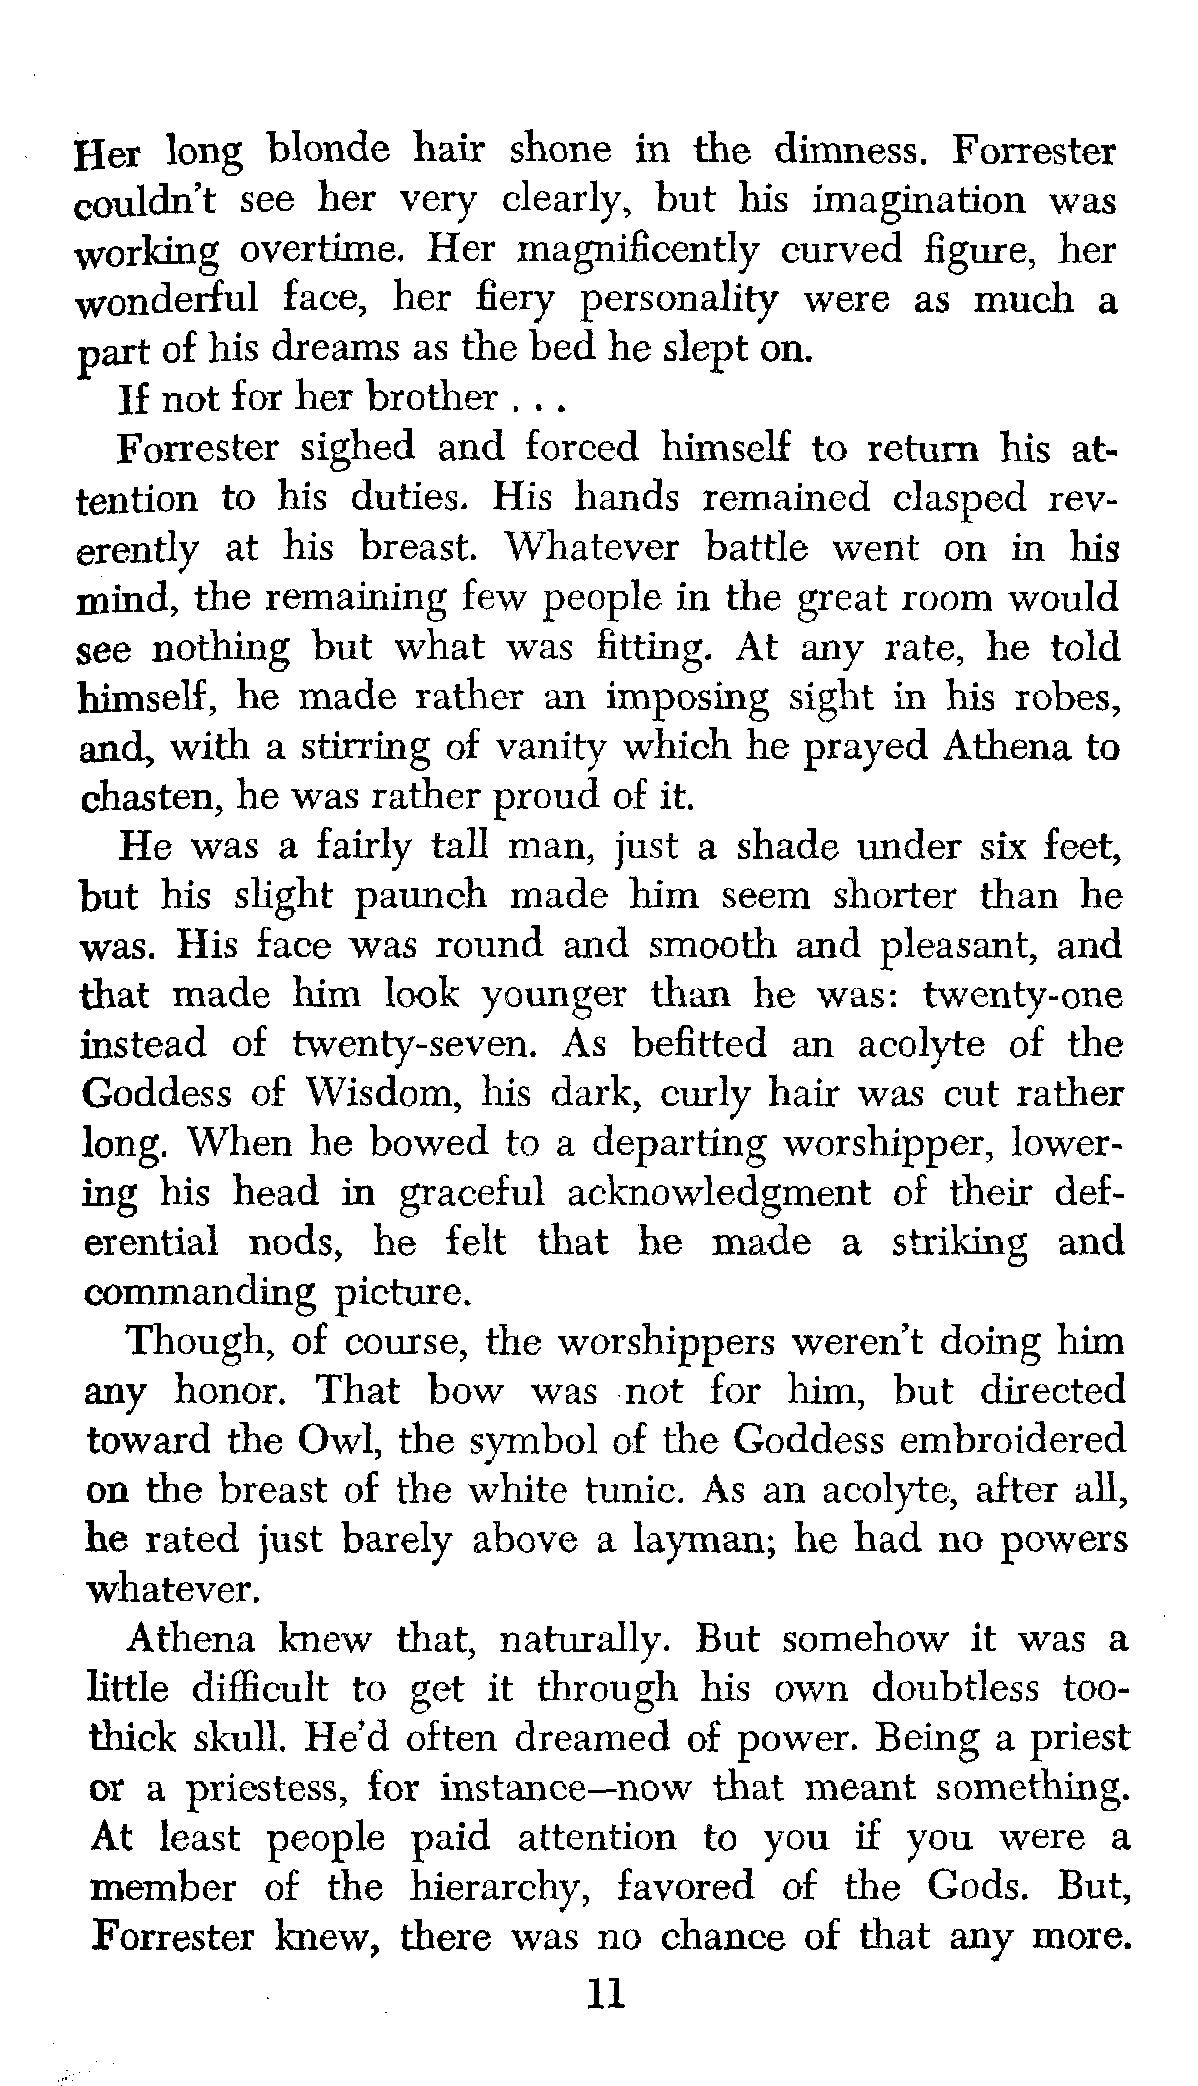 Her long blonde hair shone in the dimness. Forrester
couldn't see her very clearly, but his imagination was
working overtime. Her magnificently curved figure, her
wonderful face, her fiery personality were as much a
part of his dreams as the bed he slept on.
If not for her brother . . .
Forrester sighed and forced himself to return his at-
tention to his duties. His hands remained clasped rev-
erently at his breast. Whatever battle went on in his
mind, the remaining few people in the great room would
see nothing but what was fitting. At any rate, he told
himself, he made rather an imposing sight in his robes,
and, with a stirring of vanity which he prayed Athena to
chasten, he was rather proud of it.
He was a fairly tall man, just a shade under six feet,
but his slight paunch made him seem shorter than he
was. His face was round and smooth and pleasant, and
that made him look younger than he was: twenty-one
instead of twenty-seven. As befitted an acolyte of the
Goddess of Wisdom, his dark, curly hair was cut rather
long. When he bowed to a departing worshipper, lower-
ing his head in graceful acknowledgment of their def-
erential nods, he felt that he made a striking and
commanding picture.
Though, of course, the worshippers weren't doing him
any honor. That bow was not for him, but directed
toward the Owl, the symbol of the Goddess embroidered
on the breast of the white tunic. As an acolyte, after all,
he rated just barely above a layman; he had no powers
whatever.
Athena knew that, naturally. But somehow it was a
little difficult to get it through his own doubtless too-
thick skull. He'd often dreamed of power. Being a priest
or a priestess, for instance—now that meant something.
At least people paid attention to you if you were a
member of the hierarchy, favored of the Gods. But,
Forrester knew, there was no chance of that any more.
11